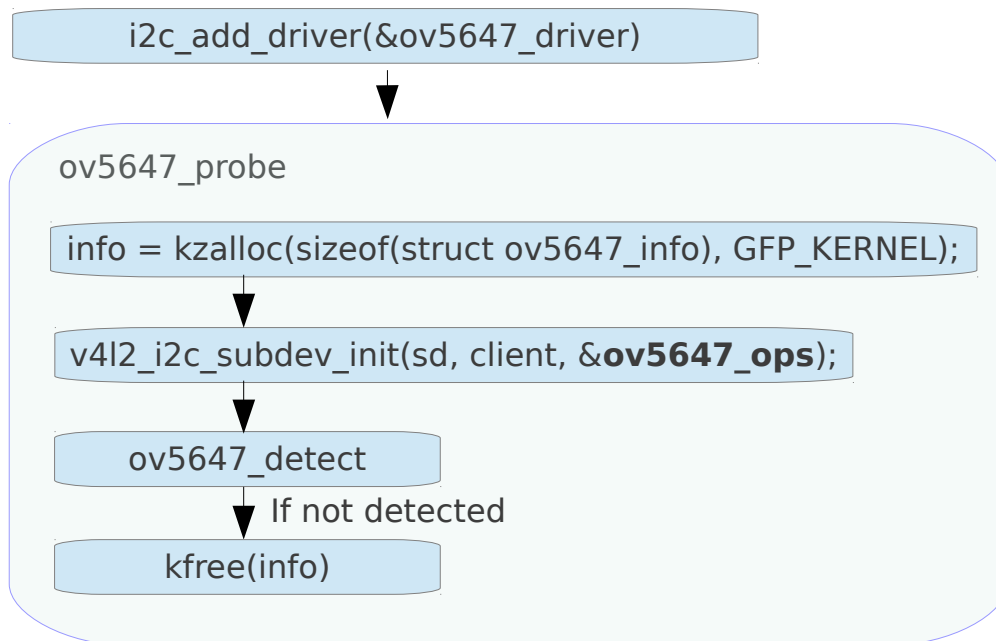 i2c_add_driver(&ov5647_driver)
ov5647_probe
info = kzalloc(sizeof(struct ov5647_info), GFP_KERNEL);
v4l2_i2c_subdev_init(sd, client, &ov5647_ops);
ov5647_detect
If not detected
kfree(info)